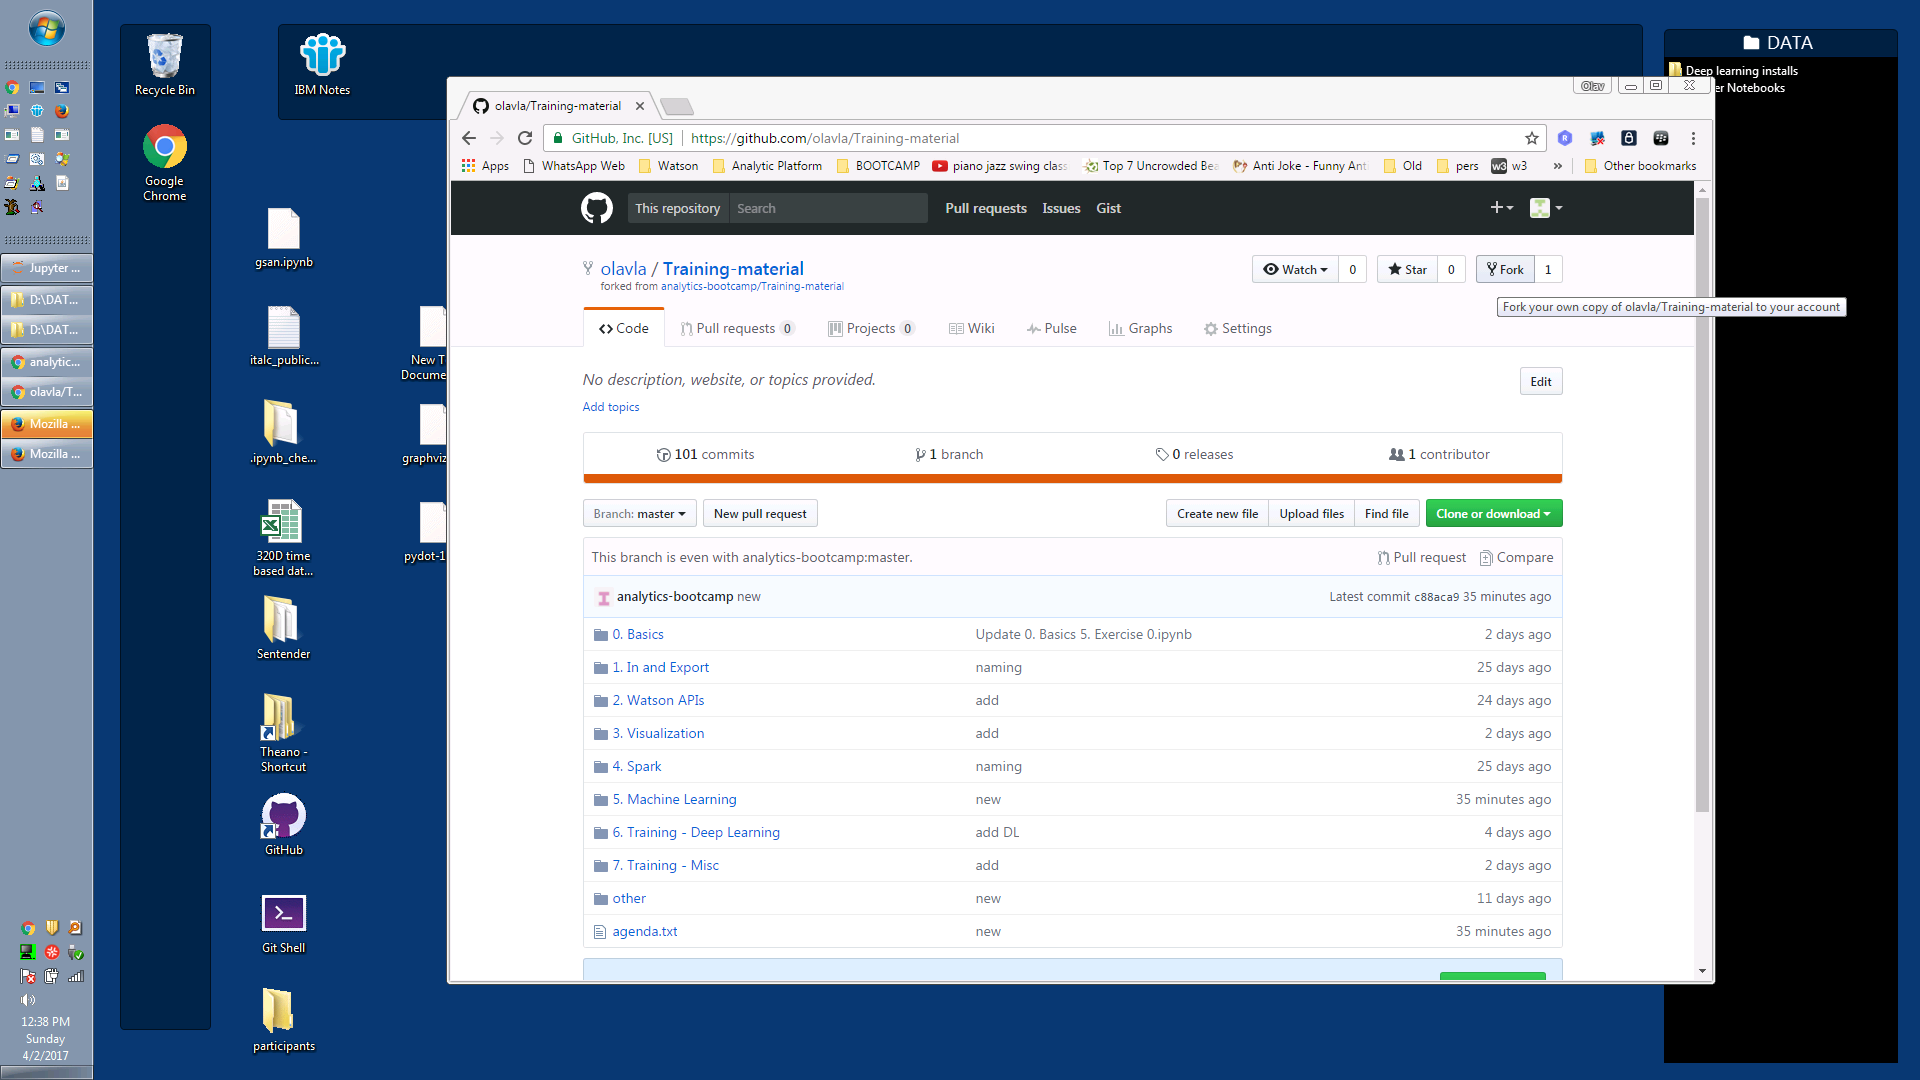 Recycle Bin
Google
Chrome
IBM Notes
DATA
Deep learning installs
er Notebooks
Jupyter ...
D:\DAT...
D:\DAT...
analytic...
olavla/T...
Mozilla ...
Mozilla ...
12:38 PM
Sunday
4/2/2017
gsan.ipynb
italc_public...
.ipynb_che...
320D time
based dat...
Sentender
Theano -
Shortcut
GitHub
Git Shell
participants
New T
Docume
graphviz
pydot-1
Olav
olavla/Training-material
GitHub, Inc. [US] https://github.com/olavla/Training-material
Apps WhatsApp Web Watson Analytic Platform BOOTCAMP piano jazz swing class Top 7 Uncrowded Bea Anti Joke - Funny Ant Old pers w3 w3 » Other bookmarks
This repository Search Pull requests Issues Gist
olavla / Training-material Watch 0 Star 0 Fork 1
forked from analytics-bootcamp/Training-material
Fork your own copy of olavla/Training-material to your account
Code Pull requests 0 Projects 0 Wiki Pulse Graphs Settings
No description, website, or topics provided. Edit
Add topics
101 commits 1 branch 0 releases 1 contributor
Branch: master New pull request Create new file Upload files Find file Clone or download
This branch is even with analytics-bootcamp:master. Pull request Compare
analytics-bootcamp new Latest commit c88aca9 35 minutes ago
0. Basics Update 0. Basics 5. Exercise 0.ipynb 2 days ago
1. In and Export naming 25 days ago
2. Watson APIs add 24 days ago
3. Visualization add 2 days ago
4. Spark naming 25 days ago
5. Machine Learning new 35 minutes ago
6. Training - Deep Learning add DL 4 days ago
7. Training - Misc add 2 days ago
other new 11 days ago
agenda.txt new 35 minutes ago